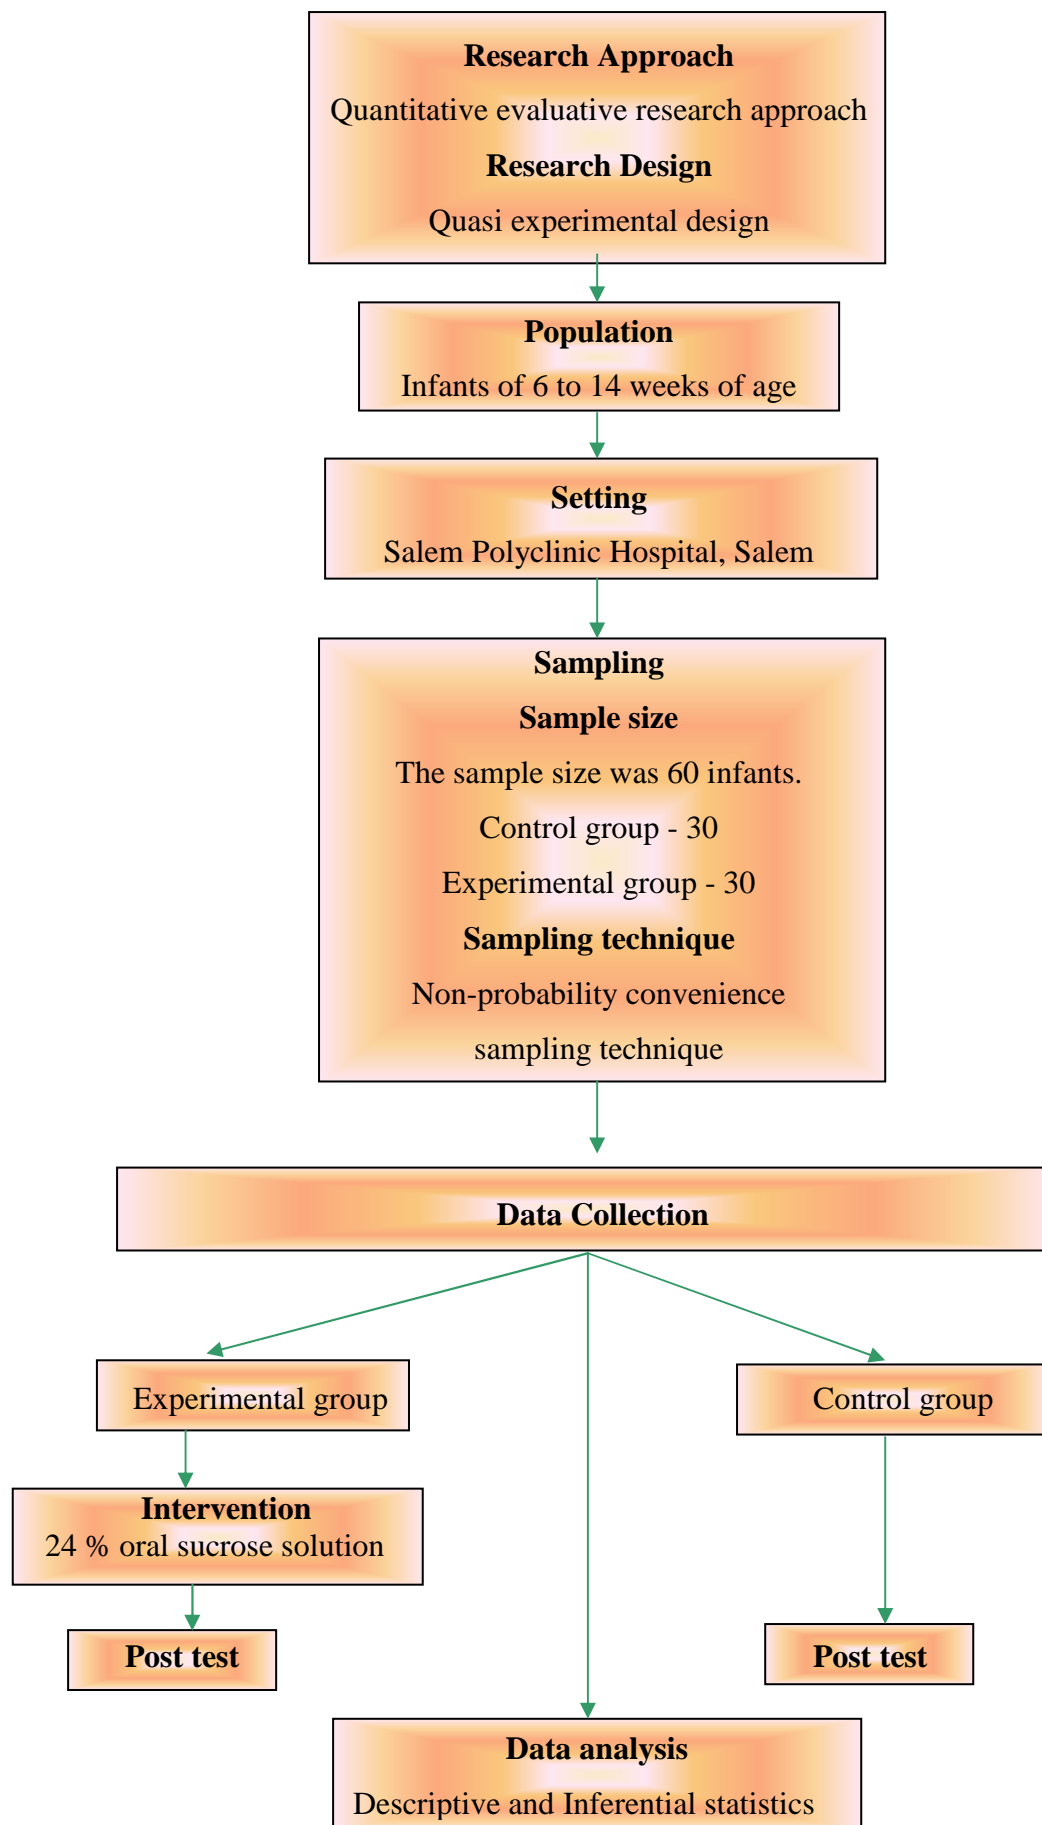 Research Approach
Quantitative evaluative research approach
Research Design
Quasi experimental design
Population
Infants of 6 to 14 weeks of age
Setting
Salem Polyclinic Hospital, Salem
Sampling
Sample size
The sample size was 60 infants.
Control group - 30
Experimental group - 30
Sampling technique
Non-probability convenience
sampling technique
Data Collection
Experimental group
Control group
Intervention
24 % oral sucrose solution
Post test
Post test
Data analysis
Descriptive and Inferential statistics